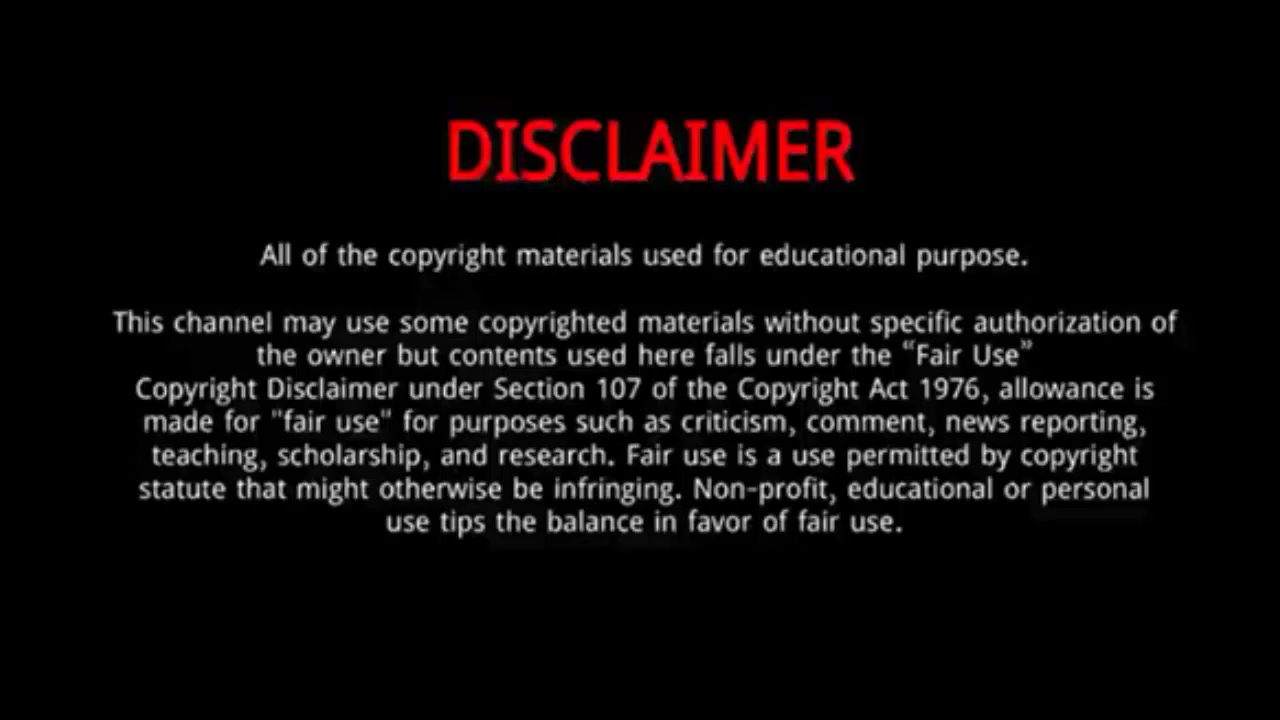 DISCLAIMER
All of the copyright materials used for educational purpose.
This channel may use some copyrighted materials without specific authorization of
the owner but contents used here falls under the “Fair Use”
Copyright Disclaimer under Section 107 of the Copyright Act 1976, allowance is
made for "fair use" for purposes such as criticism, comment, news reporting,
teaching, scholarship, and research. Fair use is a use permitted by copyright
statute that might otherwise be infringing. Non-profit, educational or personal
use tips the balance in favor of fair use.